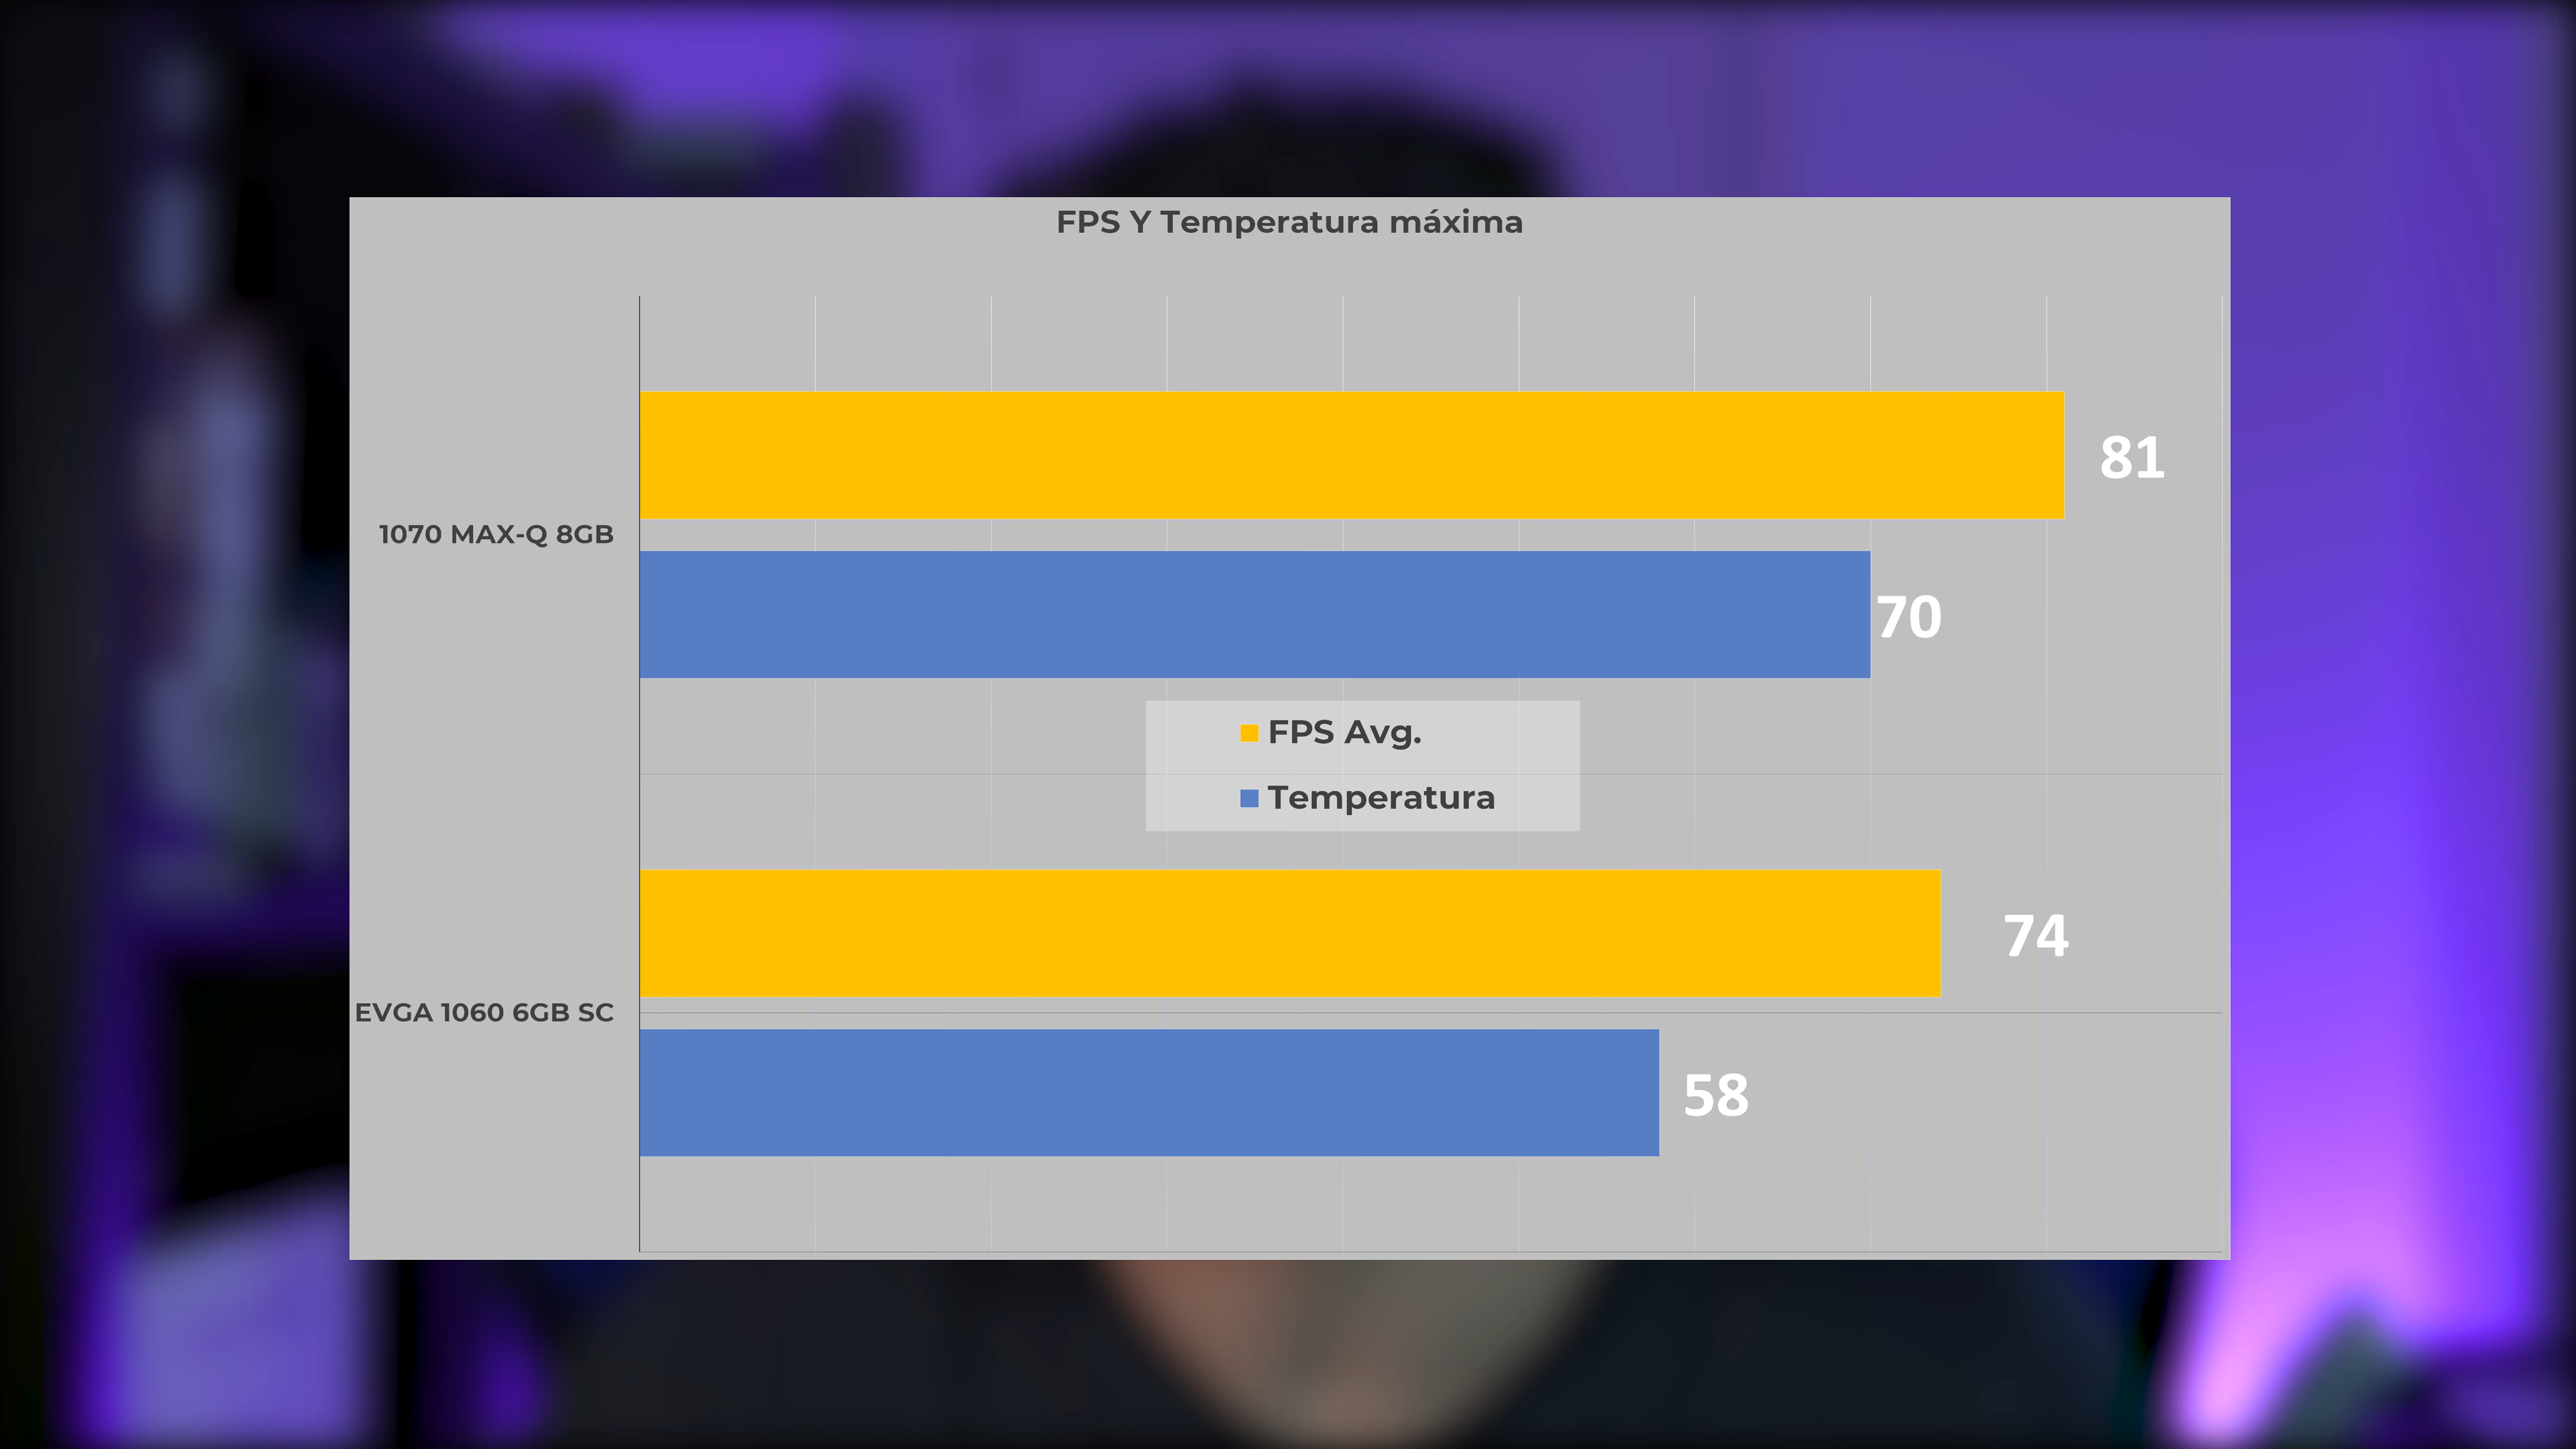 FPS Y Temperatura máxima
81
1070 MAX-Q 8GB
70
FPS Avg.
Temperatura
74
EVGA 1060 6GB SC
58